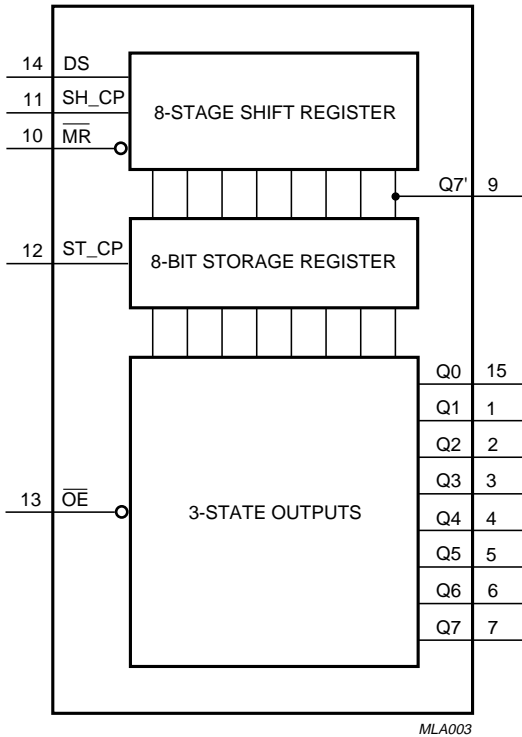 14 DS
11 SH_CP
10 M̅R̅
8-STAGE SHIFT REGISTER
Q7' 9
12 ST_CP
8-BIT STORAGE REGISTER
Q0 15
Q1 1
Q2 2
Q3 3
13 O̅E̅
3-STATE OUTPUTS
Q4 4
Q5 5
Q6 6
Q7 7
MLA003